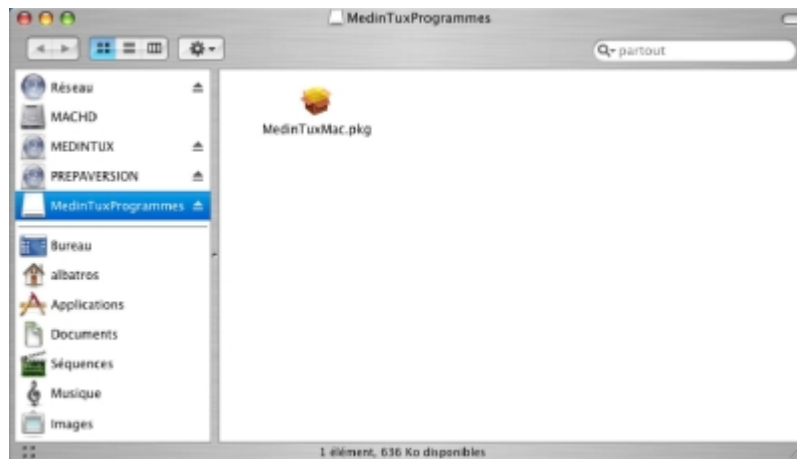 MedinTuxProgrammes
partout
Réseau
MACHD
MEDINTUX
PREPAVERSION
MedinTuxProgrammes
Bureau
albatros
Applications
Documents
Séquences
Musique
Images
MedinTuxMac.pkg
1 élément, 636 Ko disponibles